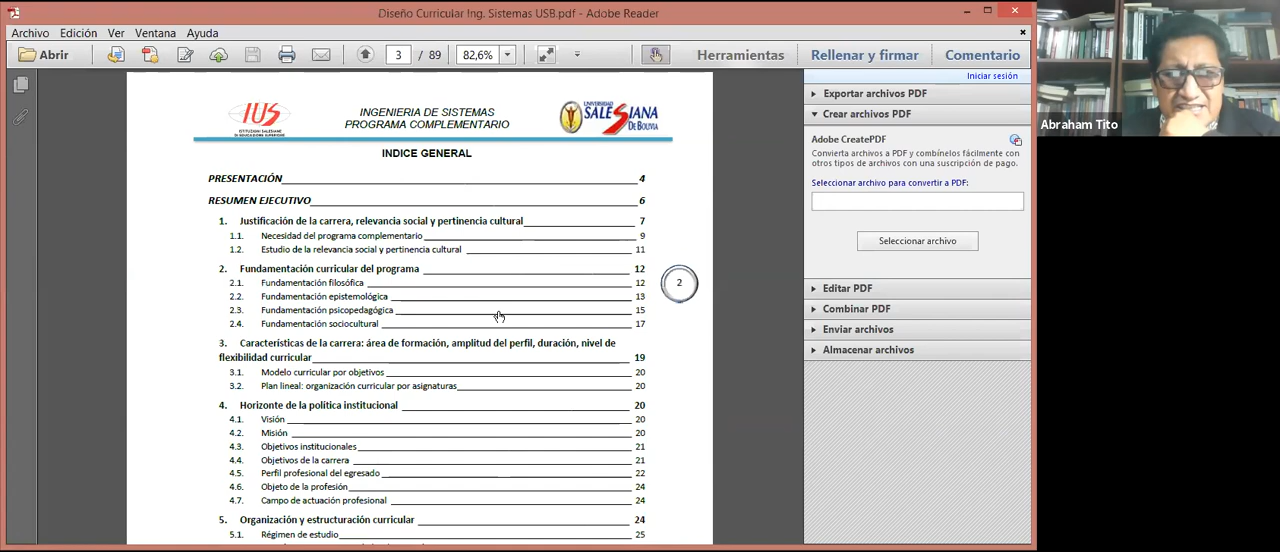 Diseño Curricular Ing. Sistemas USB.pdf - Adobe Reader
Archivo Edición Ver Ventana Ayuda
Abrir 3 / 89 82,6% Herramientas Rellenar y firmar Comentario
Iniciar sesión
Exportar archivos PDF
Crear archivos PDF
Adobe CreatePDF
Convierta archivos a PDF y combínelos fácilmente con otros tipos de archivos con una suscripción de pago.
Seleccionar archivo para convertir a PDF:
Seleccionar archivo
Editar PDF
Combinar PDF
Enviar archivos
Almacenar archivos
Abraham Tito
IUS
ISTITUZIONI SALESIANE
DI EDUCAZIONE SUPERIORE
INGENIERIA DE SISTEMAS
PROGRAMA COMPLEMENTARIO
UNIVERSIDAD
SALESIANA
DE BOLIVIA
INDICE GENERAL
PRESENTACIÓN 4
RESUMEN EJECUTIVO 6
1. Justificación de la carrera, relevancia social y pertinencia cultural 7
1.1. Necesidad del programa complementario 9
1.2. Estudio de la relevancia social y pertinencia cultural 11
2. Fundamentación curricular del programa 12
2.1. Fundamentación filosófica 12
2
2.2. Fundamentación epistemológica 13
2.3. Fundamentación psicopedagógica 15
2.4. Fundamentación sociocultural 17
3. Características de la carrera: área de formación, amplitud del perfil, duración, nivel de
flexibilidad curricular 19
3.1. Modelo curricular por objetivos 20
3.2. Plan lineal: organización curricular por asignaturas 20
4. Horizonte de la política institucional 20
4.1. Visión 20
4.2. Misión 20
4.3. Objetivos institucionales 21
4.4. Objetivos de la carrera 21
4.5. Perfil profesional del egresado 22
4.6. Objeto de la profesión 24
4.7. Campo de actuación profesional 24
5. Organización y estructuración curricular 24
5.1. Régimen de estudio 25